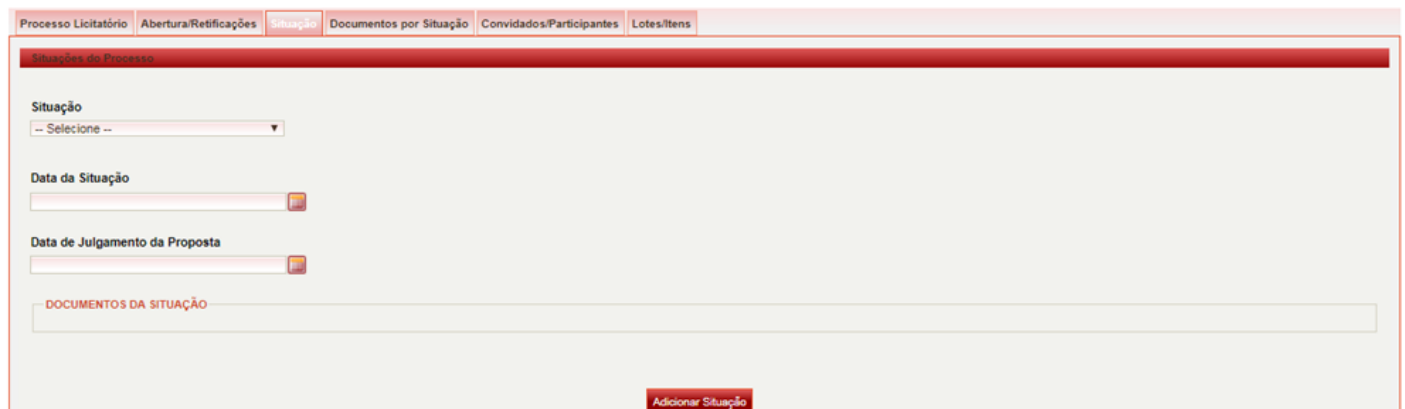 Processo Licitatório Abertura/Retificações Situação Documentos por Situação Convidados/Participantes Lotes/Itens
Situações do Processo
Situação
-- Selecione --
Data da Situação
Data de Julgamento da Proposta
DOCUMENTOS DA SITUAÇÃO
Adicionar Situação